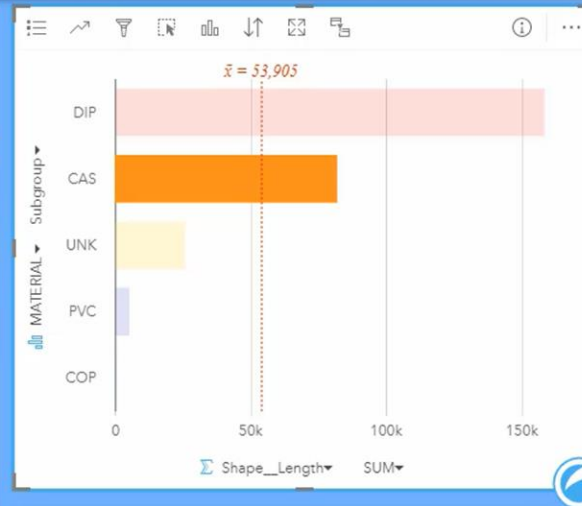 x̄ = 53,905
DIP
CAS
UNK
PVC
COP
MATERIAL
Subgroup
0 50k 100k 150k
Σ Shape__Length SUM